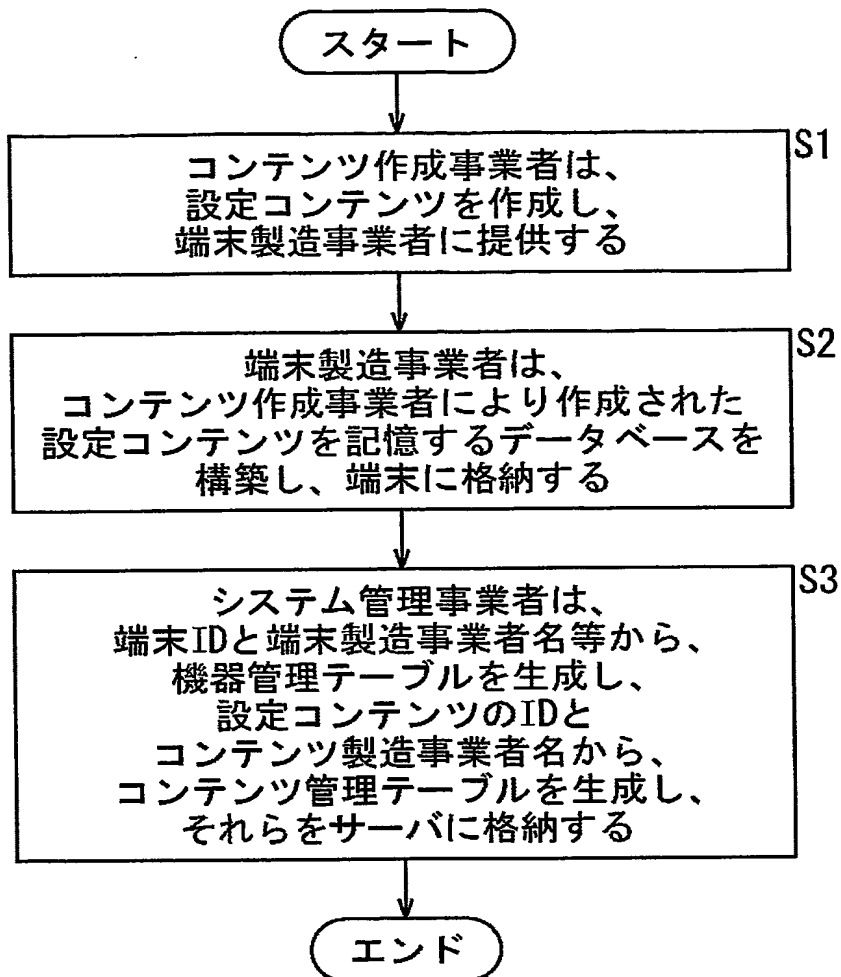 スタート
S1
コンテンツ作成事業者は、
設定コンテンツを作成し、
端末製造事業者に提供する
S2
端末製造事業者は、
コンテンツ作成事業者により作成された
設定コンテンツを記憶するデータベースを
構築し、端末に格納する
S3
システム管理事業者は、
端末IDと端末製造事業者名等から、
機器管理テーブルを生成し、
設定コンテンツのIDと
コンテンツ製造事業者名から、
コンテンツ管理テーブルを生成し、
それらをサーバに格納する
エンド